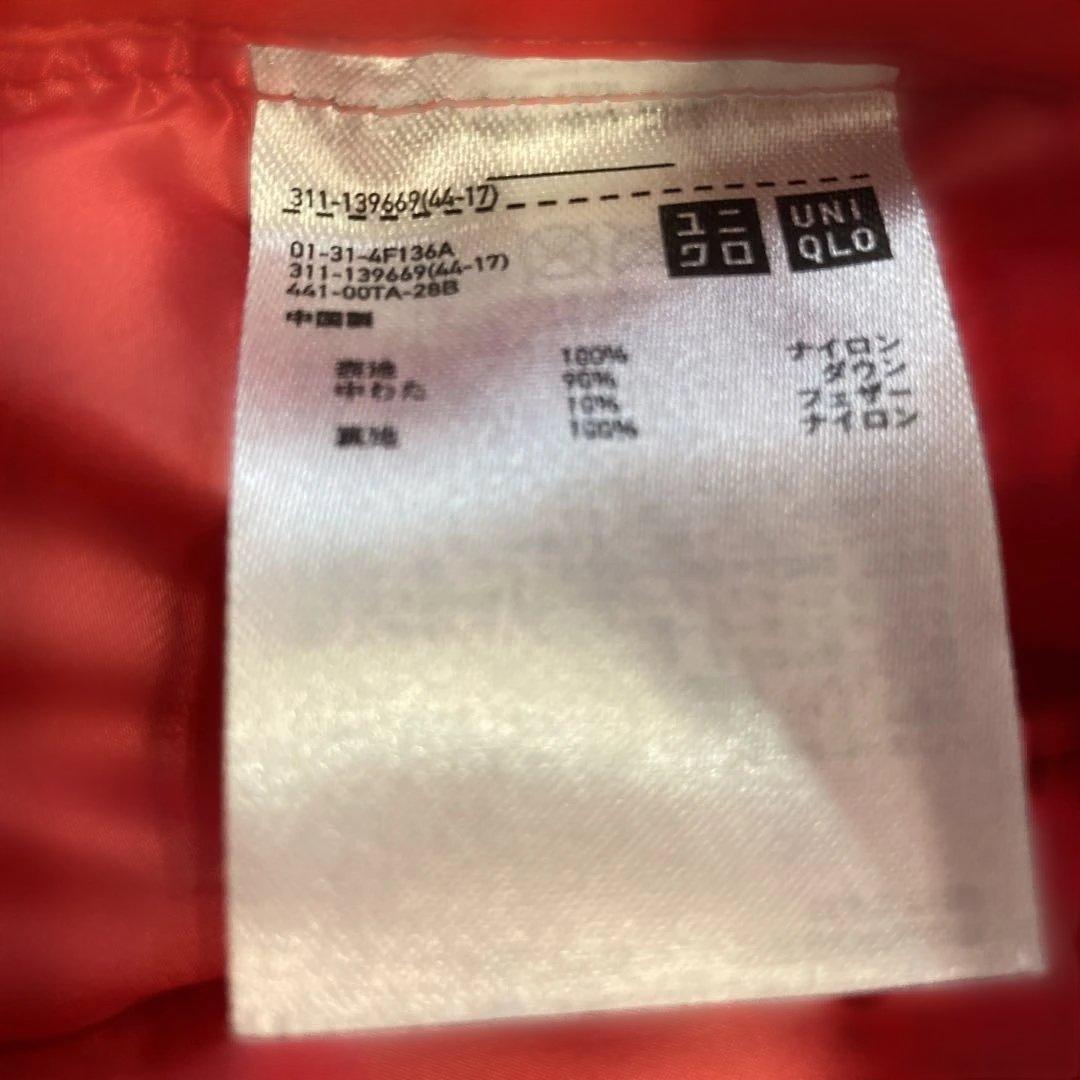 311-139669(44-17)
ユニクロ
UNIQLO
01-31-4F136A
311-139669(44-17)
441-00TA-28B
中国製
表地 100% ナイロン
中わた 90% ダウン
10% フェザー
裏地 100% ナイロン